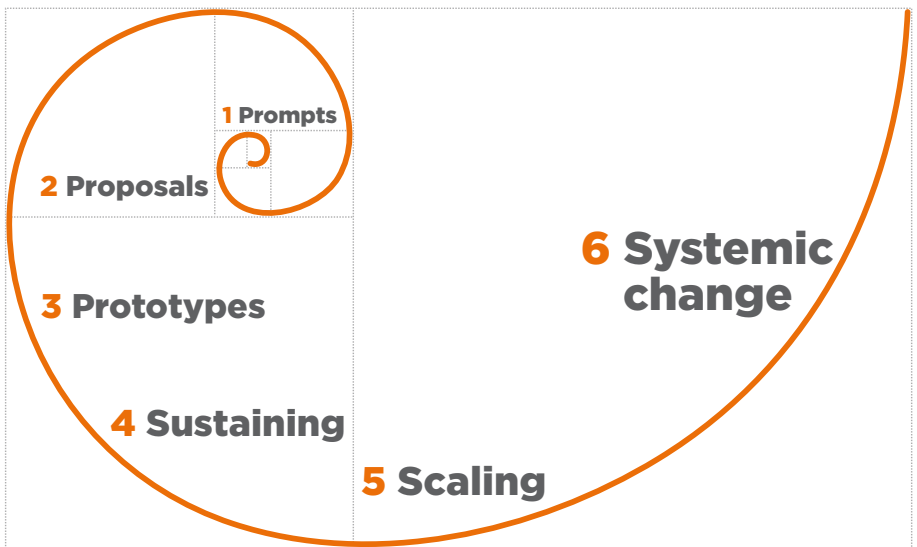 1 Prompts
2 Proposals
3 Prototypes
4 Sustaining
5 Scaling
6 Systemic
change